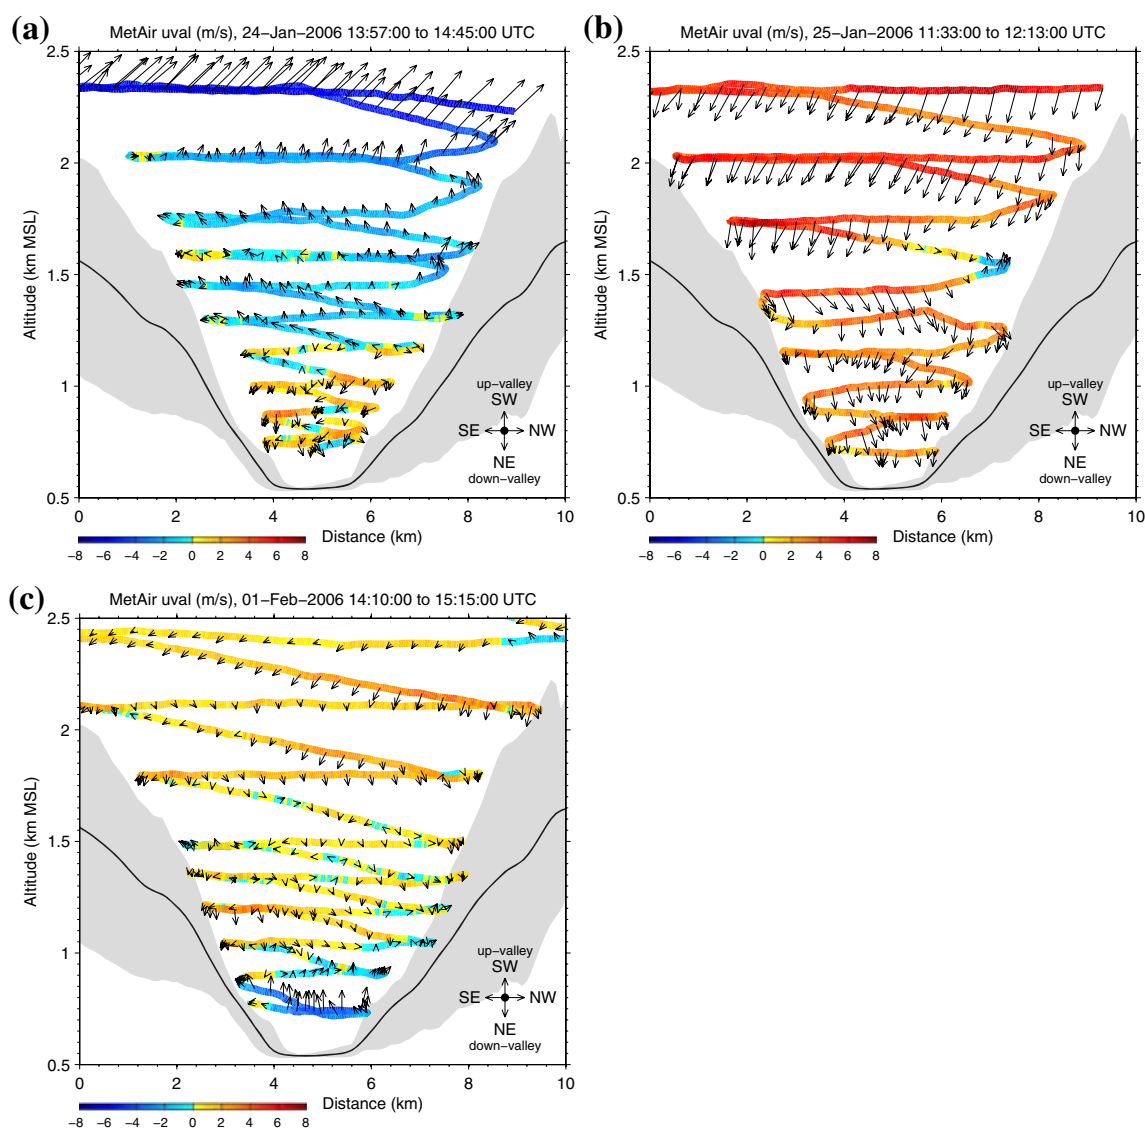 (a)
MetAir uval (m/s), 24−Jan−2006 13:57:00 to 14:45:00 UTC
2.5
2
1.5
1
0.5
Altitude (km MSL)
up-valley
SW
SE
NW
NE
down-valley
0 2 4 6 8 10
Distance (km)
−8 −6 −4 −2 0 2 4 6 8
(b)
MetAir uval (m/s), 25−Jan−2006 11:33:00 to 12:13:00 UTC
2.5
2
1.5
1
0.5
Altitude (km MSL)
up-valley
SW
SE
NW
NE
down-valley
0 2 4 6 8 10
Distance (km)
−8 −6 −4 −2 0 2 4 6 8
(c)
MetAir uval (m/s), 01−Feb−2006 14:10:00 to 15:15:00 UTC
2.5
2
1.5
1
0.5
Altitude (km MSL)
up-valley
SW
SE
NW
NE
down-valley
0 2 4 6 8 10
Distance (km)
−8 −6 −4 −2 0 2 4 6 8